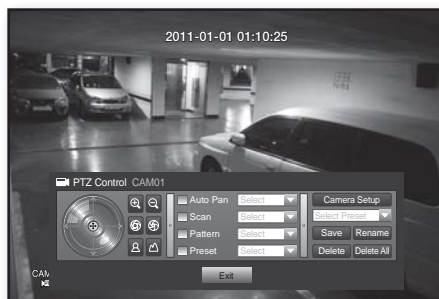 2011-01-01 01:10:25
PTZ Control CAM01
Auto Pan Select Camera Setup
Scan Select Select Preset
Pattern Select Save Rename
Preset Select Delete Delete All
Exit
CAM